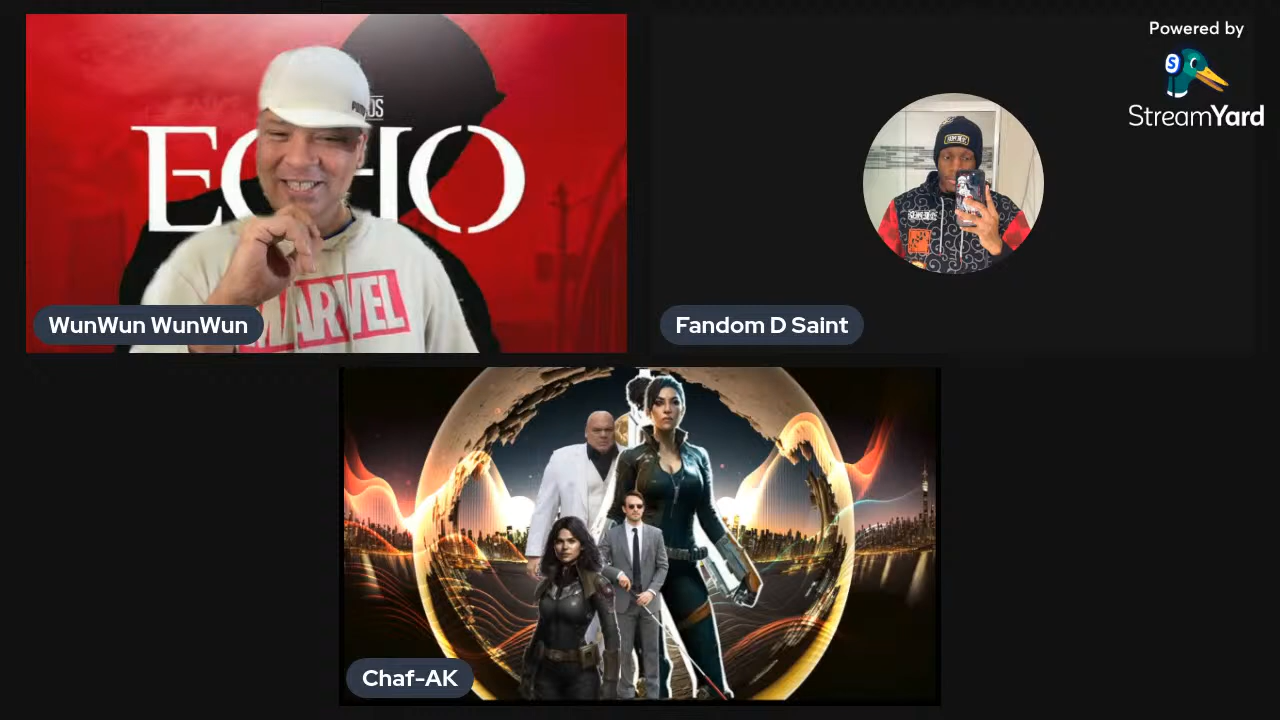 Powered by
StreamYard
ECHO
MARVEL
WunWun WunWun
Fandom D Saint
Chaf-AK